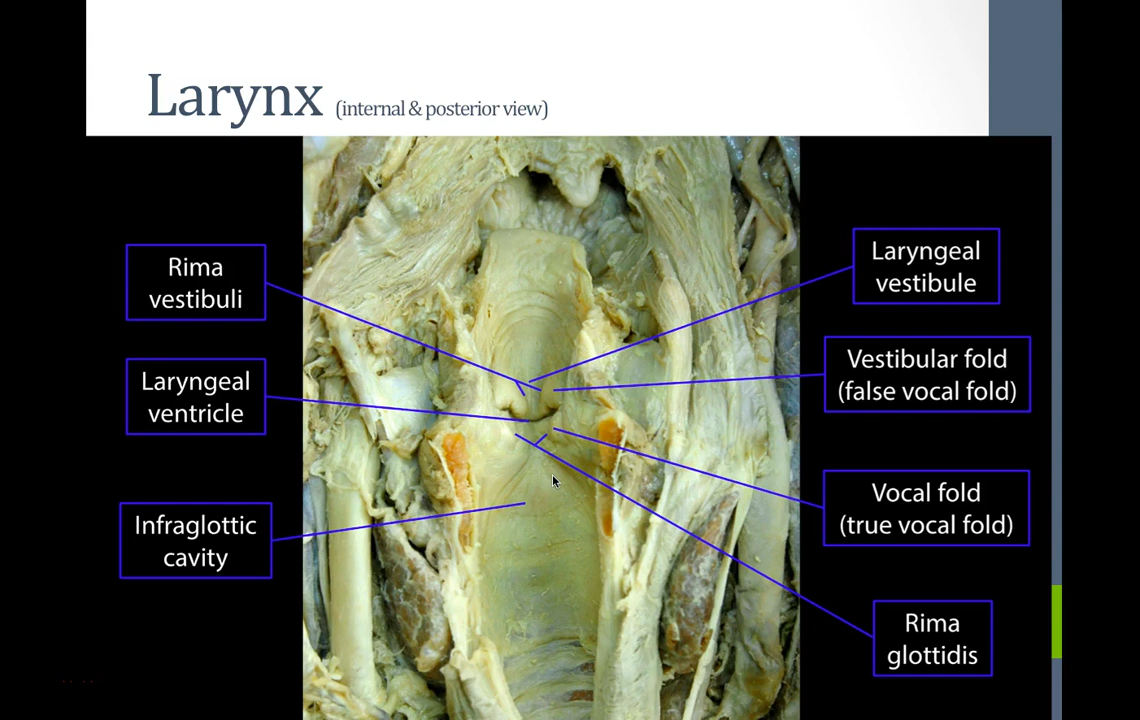 Larynx (internal & posterior view)
Rima
vestibuli
Laryngeal
ventricle
Infraglottic
cavity
Laryngeal
vestibule
Vestibular fold
(false vocal fold)
Vocal fold
(true vocal fold)
Rima
glottidis